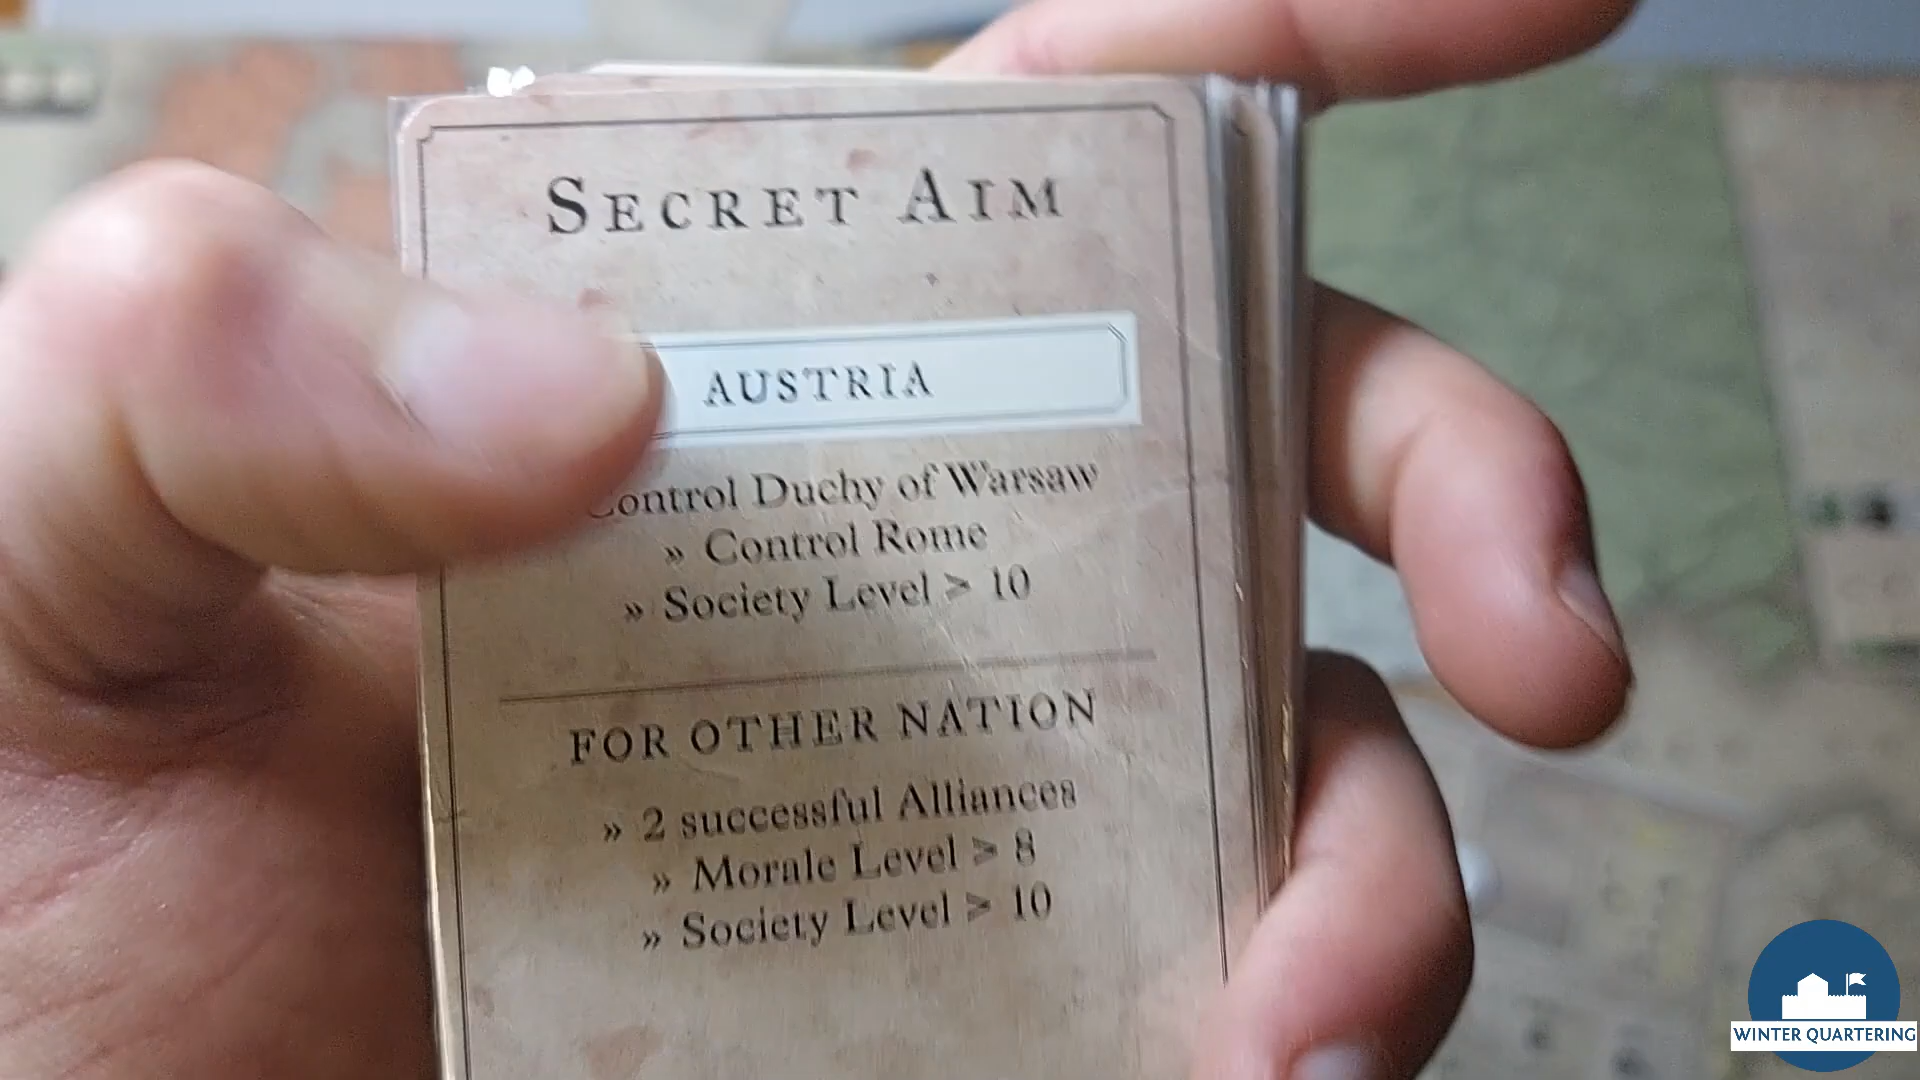 SECRET AIM
AUSTRIA
Control Duchy of Warsaw
» Control Rome
» Society Level > 10
FOR OTHER NATION
» 2 successful Alliances
» Morale Level > 8
» Society Level > 10
WINTER QUARTERING